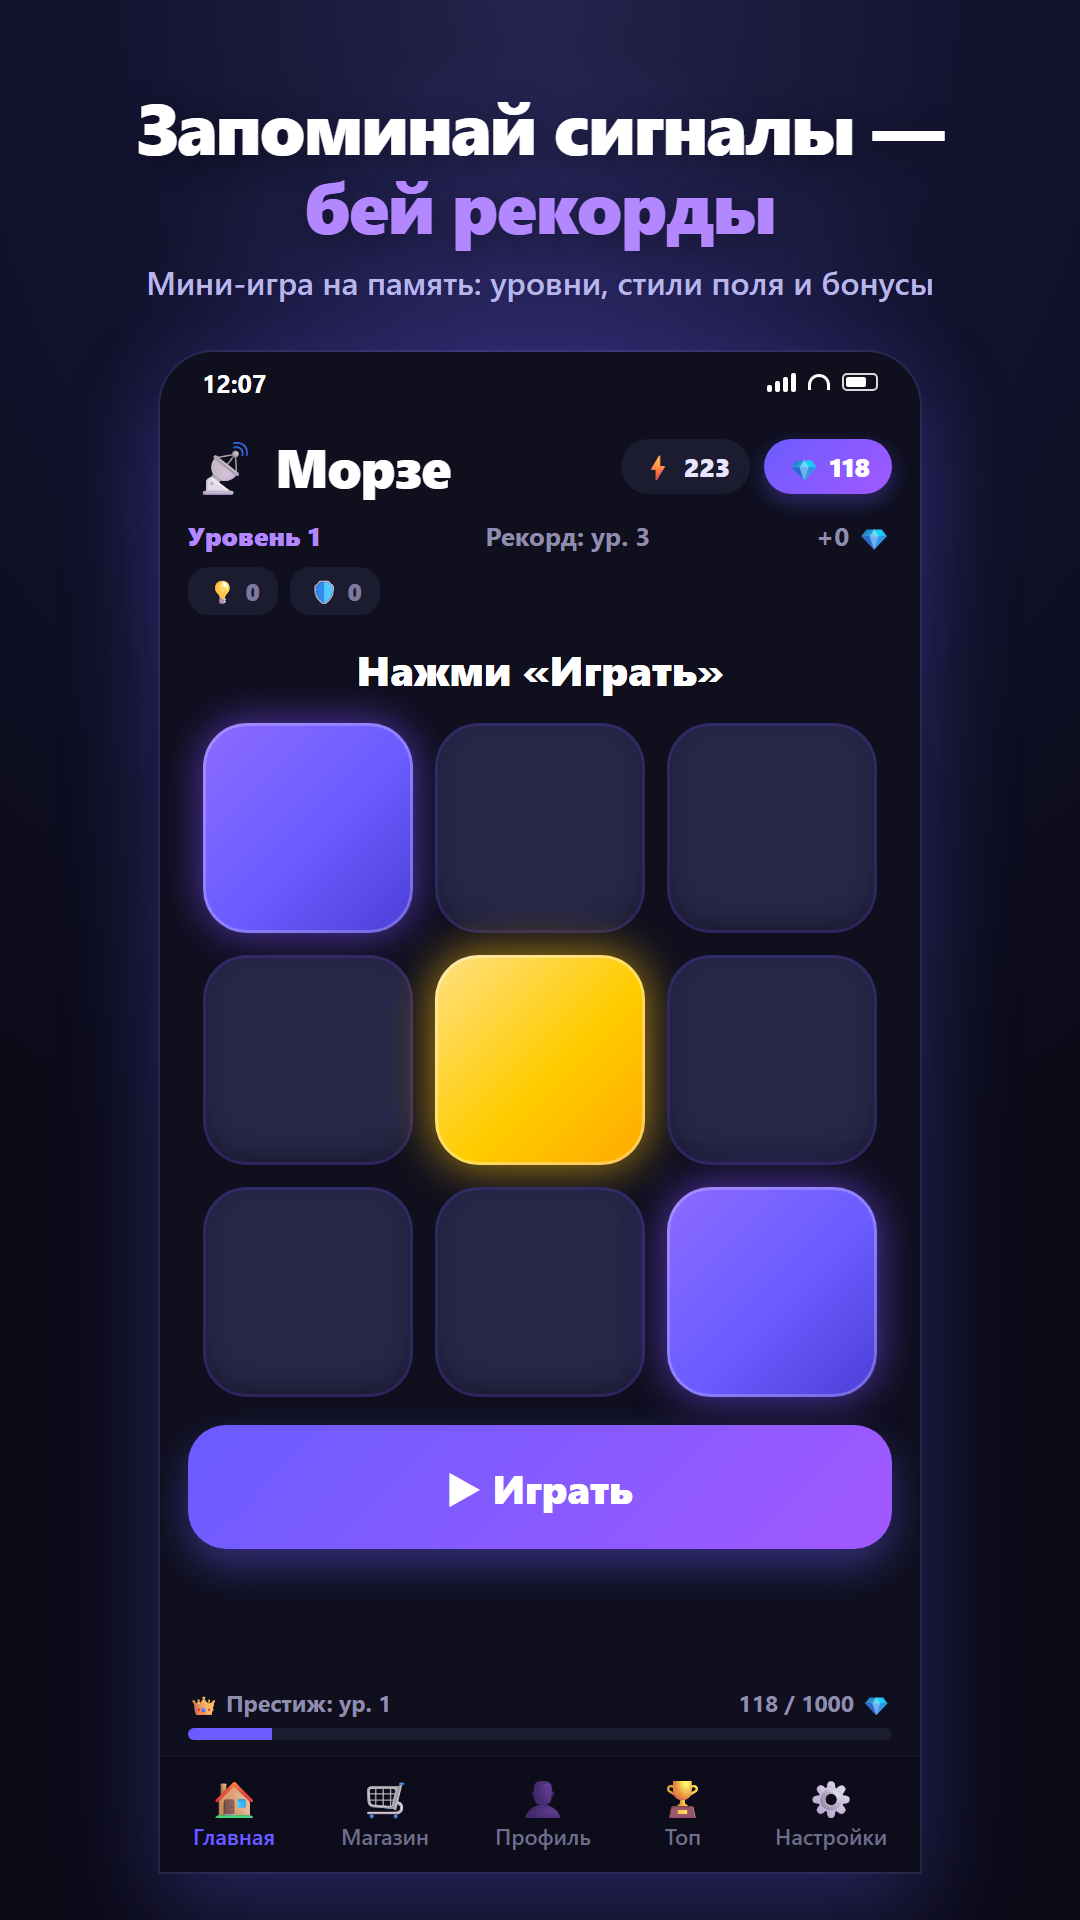 Запоминай сигналы —
бей рекорды
Мини-игра на память: уровни, стили поля и бонусы
12:07
Морзе
223
118
Уровень 1
Рекорд: ур. 3
+0
0
0
Нажми «Играть»
Играть
Престиж: ур. 1
118 / 1000
Главная
Магазин
Профиль
Топ
Настройки